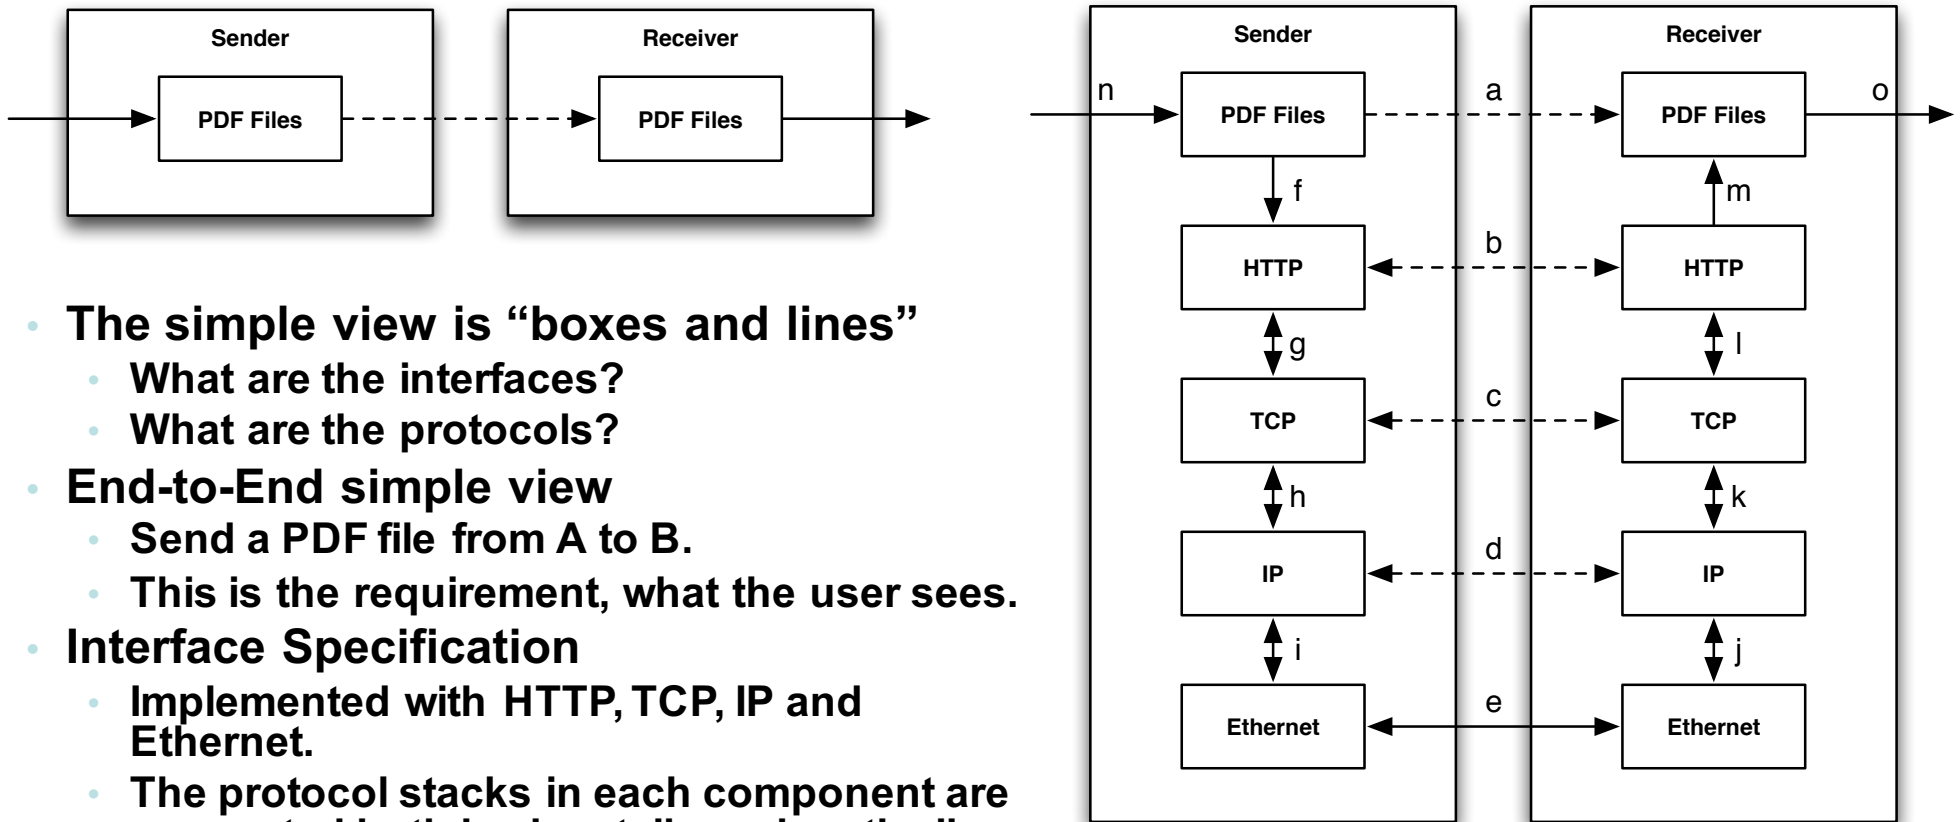 Sender
Receiver
PDF Files
PDF Files
• The simple view is “boxes and lines”
• What are the interfaces?
• What are the protocols?
• End-to-End simple view
• Send a PDF file from A to B.
• This is the requirement, what the user sees.
• Interface Specification
• Implemented with HTTP, TCP, IP and
Ethernet.
• The protocol stacks in each component are
Sender
Receiver
n
PDF Files
a
PDF Files
o
f
m
HTTP
b
HTTP
g
l
TCP
c
TCP
h
k
IP
d
IP
i
j
Ethernet
e
Ethernet